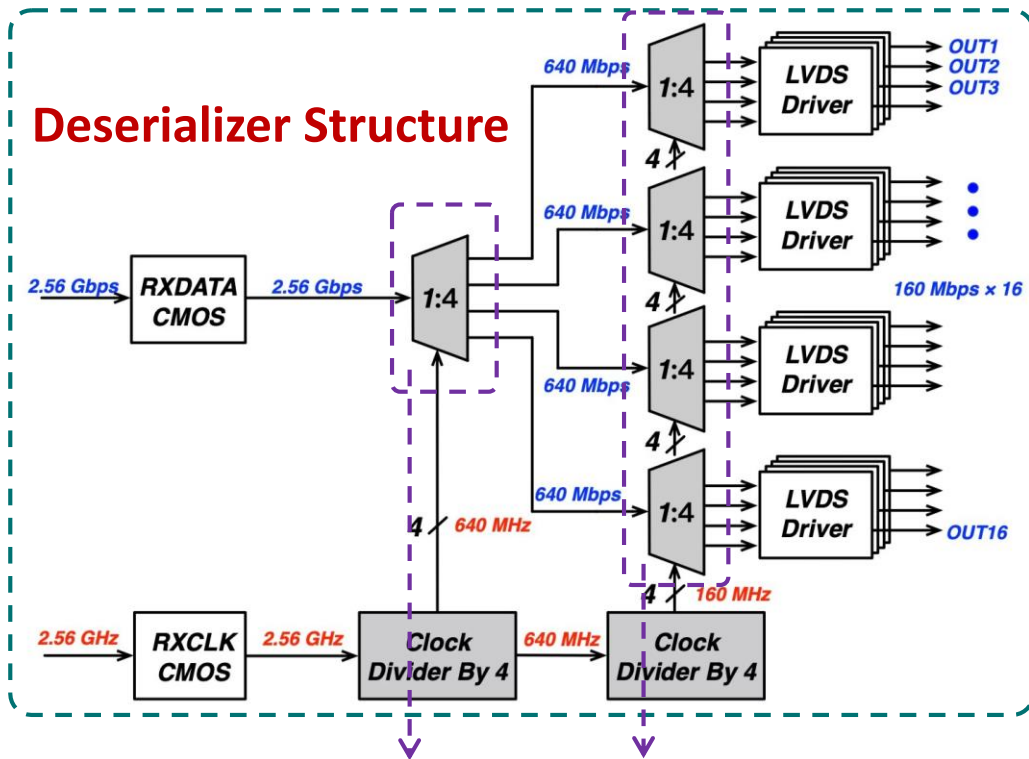 Deserializer Structure
640 Mbps
1:4
LVDS
Driver
OUT1
OUT2
OUT3
4
640 Mbps
1:4
LVDS
Driver
160 Mbps × 16
2.56 Gbps
RXDATA
CMOS
2.56 Gbps
1:4
4
640 Mbps
1:4
LVDS
Driver
4
640 Mbps
1:4
LVDS
Driver
OUT16
4
640 MHz
4
160 MHz
2.56 GHz
RXCLK
CMOS
2.56 GHz
Clock
Divider By 4
640 MHz
Clock
Divider By 4